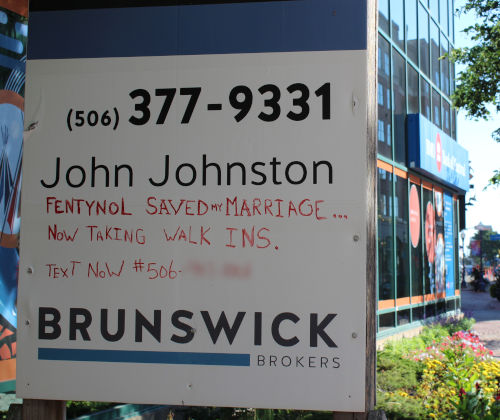 (506) 377-9331
John Johnston
FENTYNOL SAVED MY MARRIAGE...
NOW TAKING WALK INS.
TEXT NOW #506-
BRUNSWICK
BROKERS